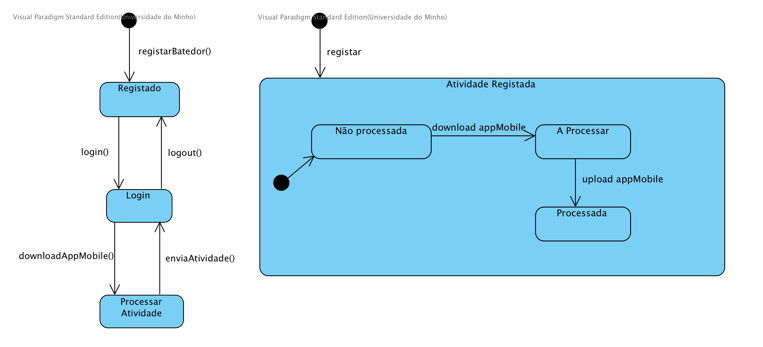 Visual Paradigm Standard Edition(Universidade do Minho)
registarBatedor()
Registado
login()
logout()
Login
downloadAppMobile()
enviaAtividade()
Processar
Atividade
Visual Paradigm Standard Edition(Universidade do Minho)
registar
Atividade Registada
Não processada
download appMobile
A Processar
upload appMobile
Processada